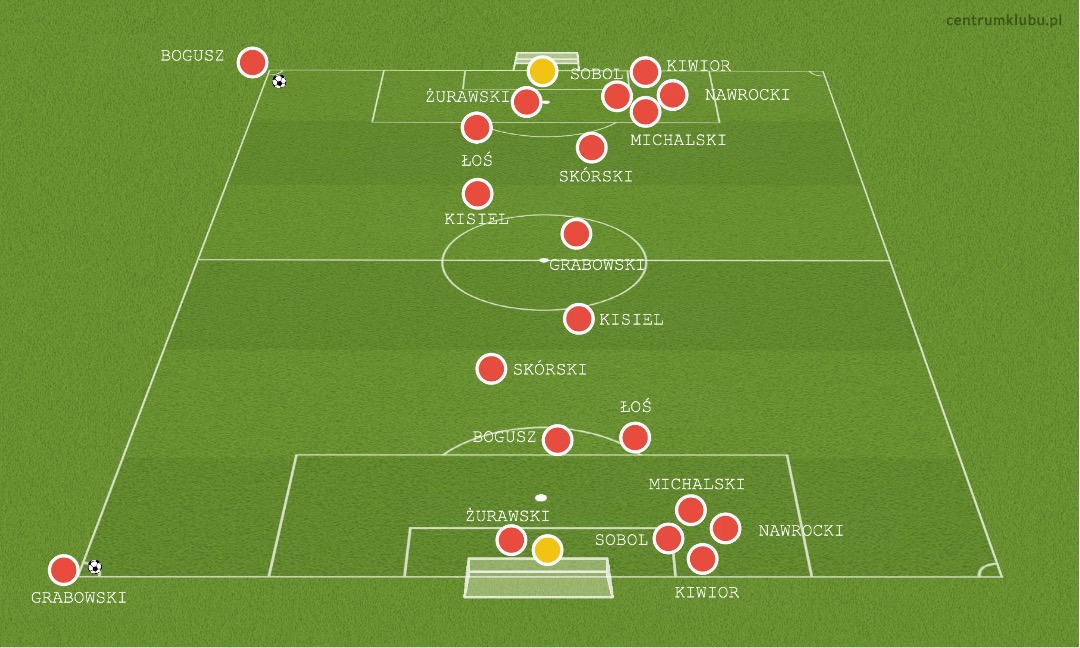 centrumklubu.pl
BOGUSZ
SOBOL
KIWIOR
ŻURAWSKI
NAWROCKI
MICHALSKI
ŁOŚ
SKÓRSKI
KISIEL
GRABOWSKI
KISIEL
SKÓRSKI
ŁOŚ
BOGUSZ
MICHALSKI
ŻURAWSKI
NAWROCKI
SOBOL
KIWIOR
GRABOWSKI